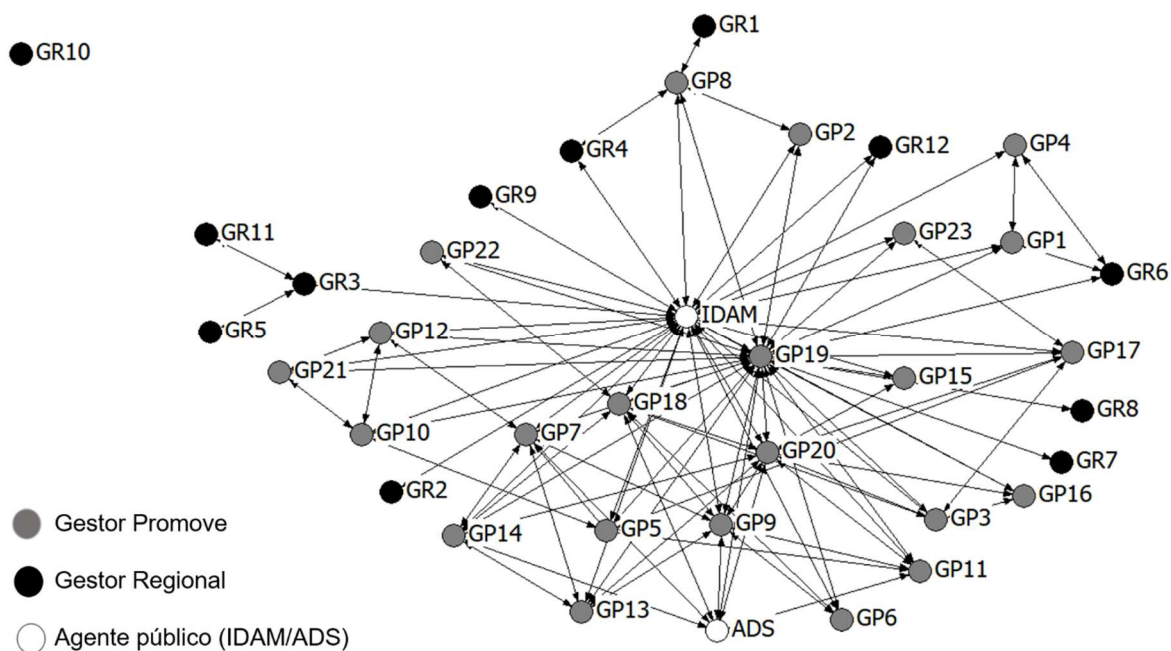 GR1
GR10
GP8
GP2
GR12
GP4
GR4
GR9
GR11
GP23
GP1
GP22
GR6
GR3
IDAM
GR5
GP12
GP19
GP17
GP21
GP15
GP18
GR8
GP10
GP7
GP20
GR7
GR2
GP16
Gestor Promove
GP14
GP5
GP9
GP3
GP11
Gestor Regional
GP13
ADS
GP6
Agente público (IDAM/ADS)